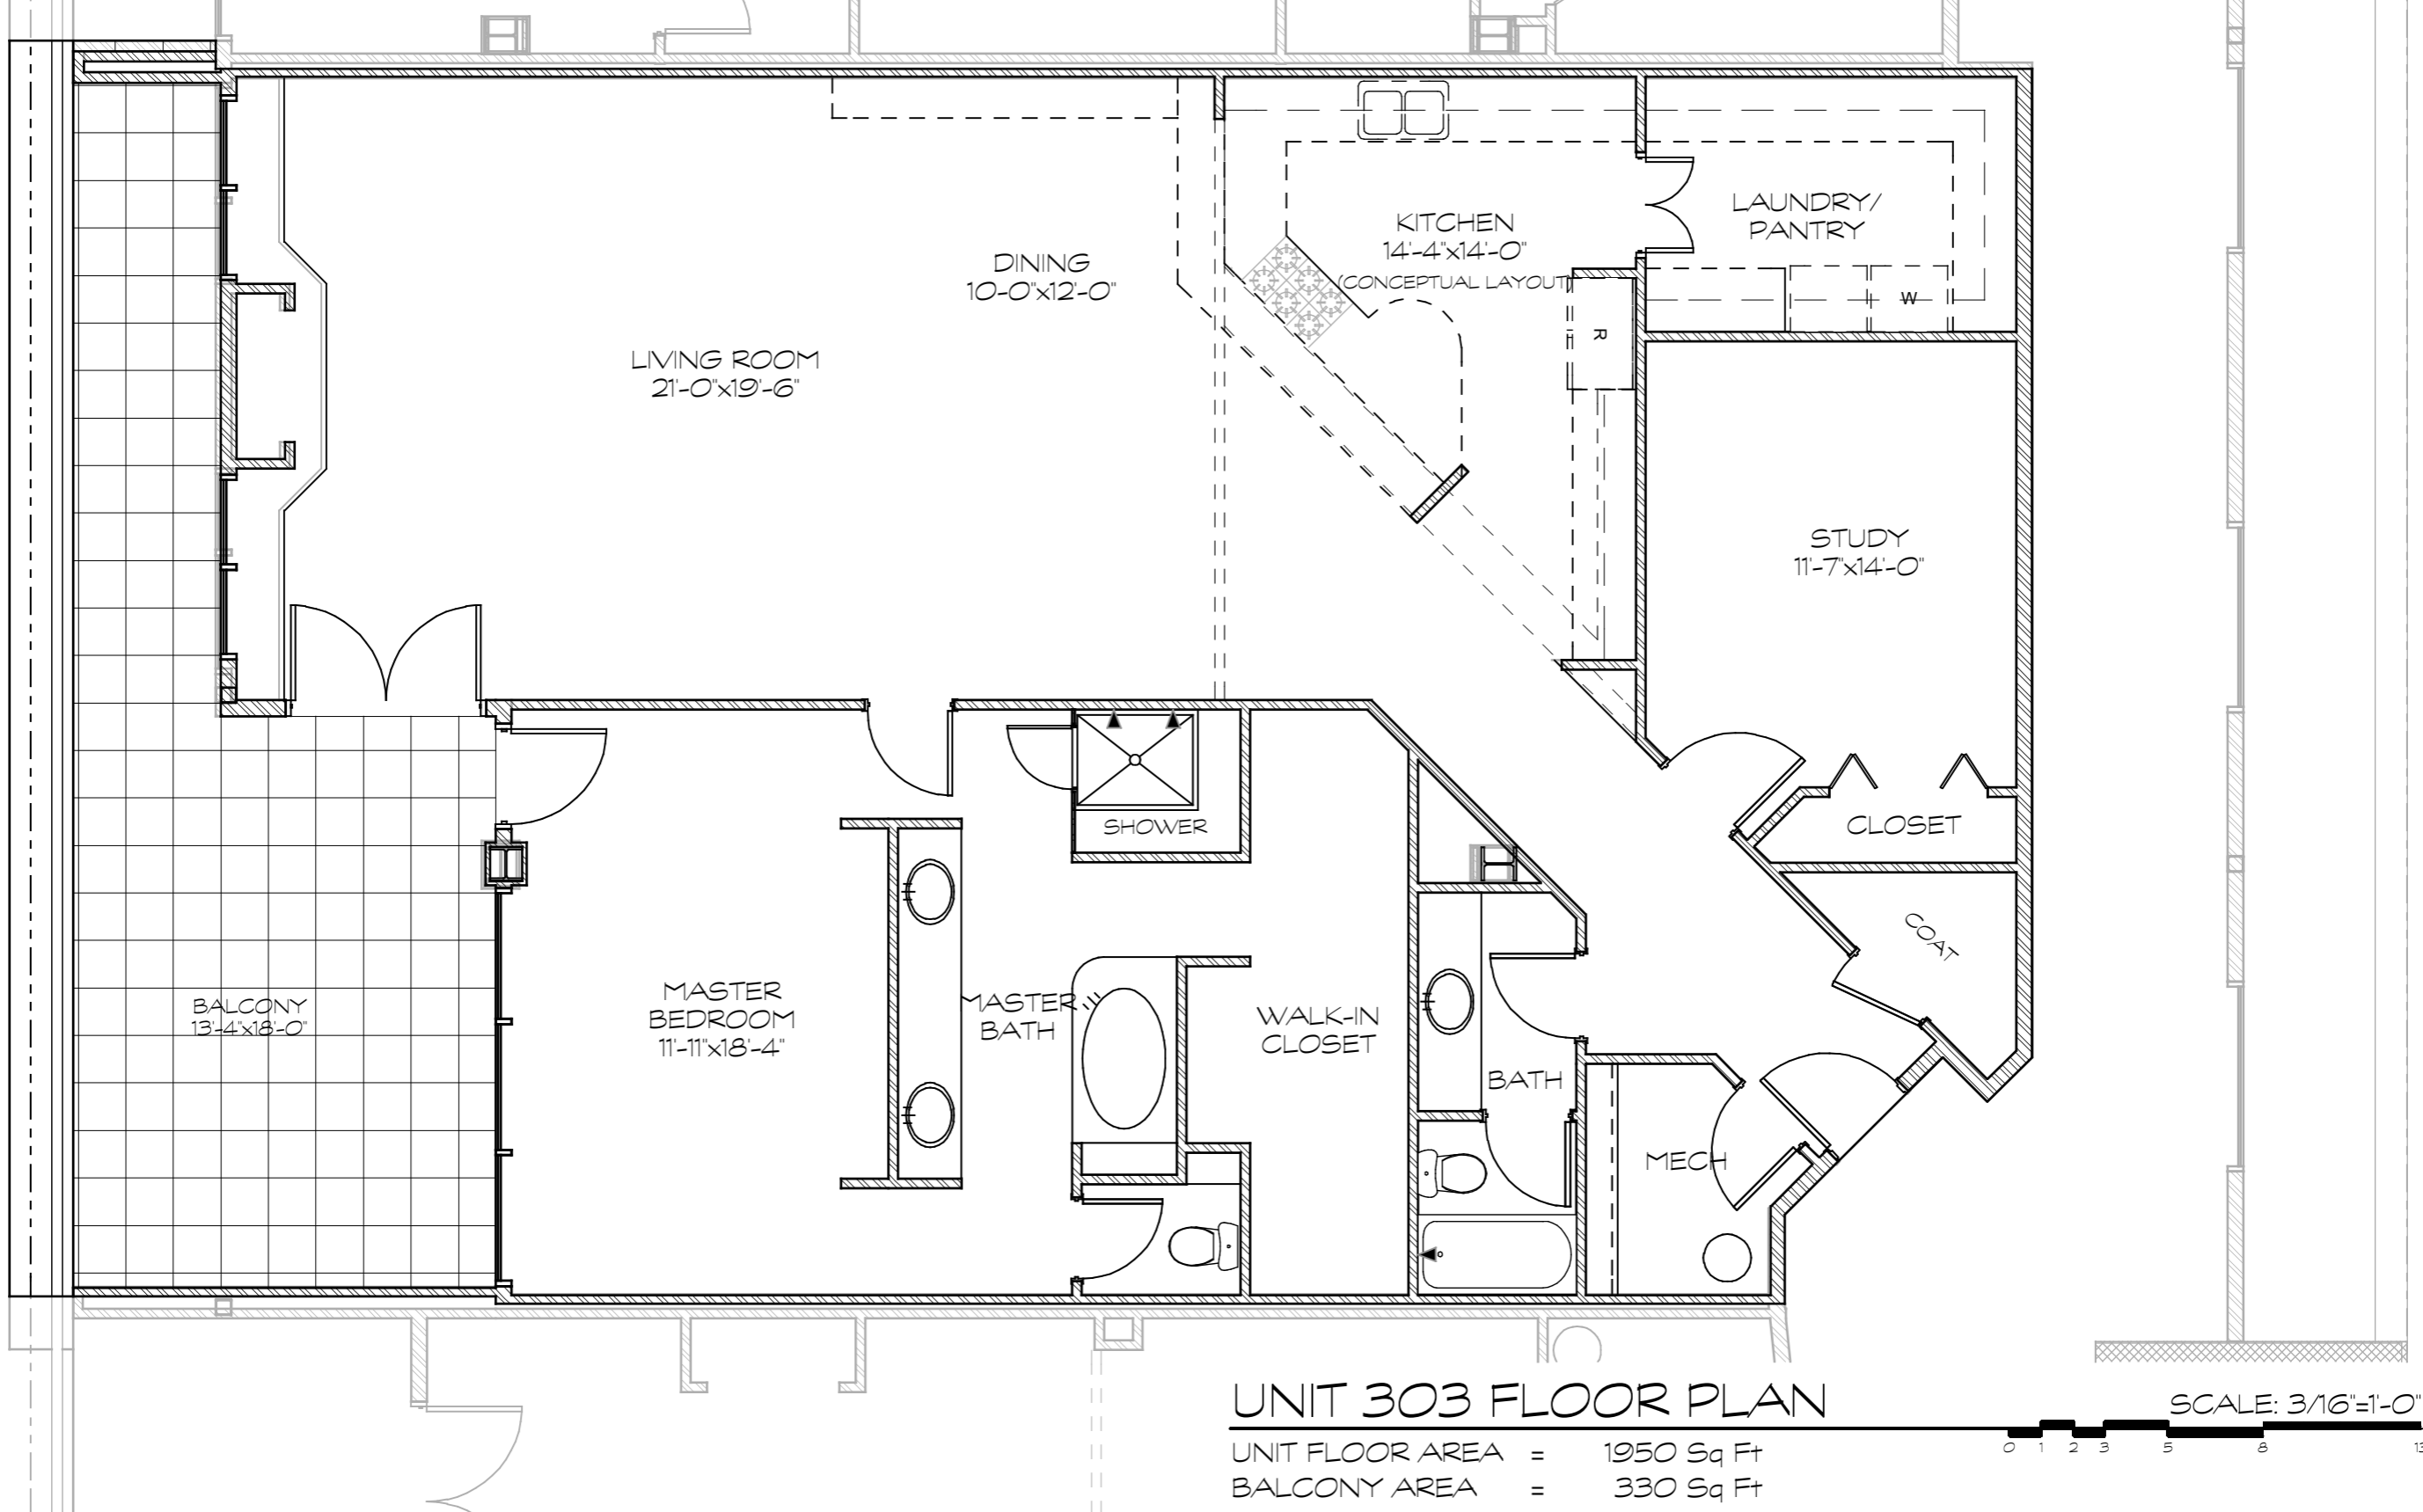 LAUNDRY/
PANTRY
KITCHEN
14'-4"x14'-0"
(CONCEPTUAL LAYOUT)
DINING
10-0"x12'-0"
W
R
LIVING ROOM
21'-0"x19'-6"
STUDY
11'-7"x14'-0"
SHOWER
CLOSET
COAT
BALCONY
13'-4"x18'-0"
MASTER
BEDROOM
11'-11"x18'-4"
MASTER
BATH
WALK-IN
CLOSET
BATH
MECH
UNIT 303 FLOOR PLAN
SCALE: 3/16"=1'-0"
0 1 2 3 5 8 13
UNIT FLOOR AREA = 1950 Sq Ft
BALCONY AREA = 330 Sq Ft